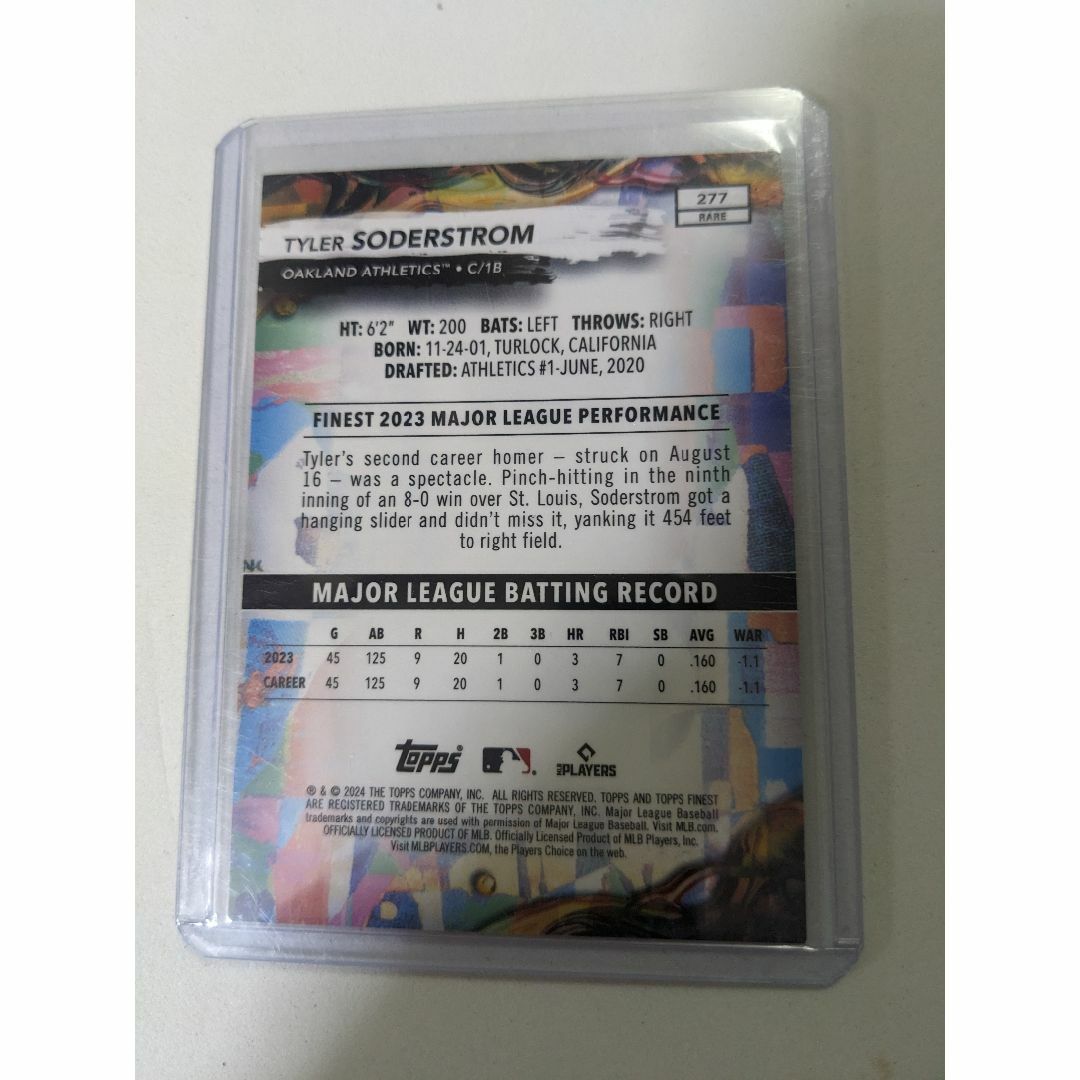 277
RARE
TYLER SODERSTROM
OAKLAND ATHLETICS™ • C/1B
HT: 6'2" WT: 200 BATS: LEFT THROWS: RIGHT
BORN: 11-24-01, TURLOCK, CALIFORNIA
DRAFTED: ATHLETICS #1-JUNE, 2020
FINEST 2023 MAJOR LEAGUE PERFORMANCE
Tyler's second career homer – struck on August
16 – was a spectacle. Pinch-hitting in the ninth
inning of an 8-0 win over St. Louis, Soderstrom got a
hanging slider and didn't miss it, yanking it 454 feet
to right field.
MAJOR LEAGUE BATTING RECORD
G AB R H 2B 3B HR RBI SB AVG WAR
2023 45 125 9 20 1 0 3 7 0 .160 -1.1
CAREER 45 125 9 20 1 0 3 7 0 .160 -1.1
topps® MLB PLAYERS
® & © 2024 THE TOPPS COMPANY, INC. ALL RIGHTS RESERVED. TOPPS AND TOPPS FINEST
ARE REGISTERED TRADEMARKS OF THE TOPPS COMPANY, INC. Major League Baseball
trademarks and copyrights are used with permission of Major League Baseball. Visit MLB.com.
OFFICIALLY LICENSED PRODUCT OF MLB. Officially Licensed Product of MLB Players, Inc.
Visit MLBPLAYERS.COM, the Players Choice on the web.